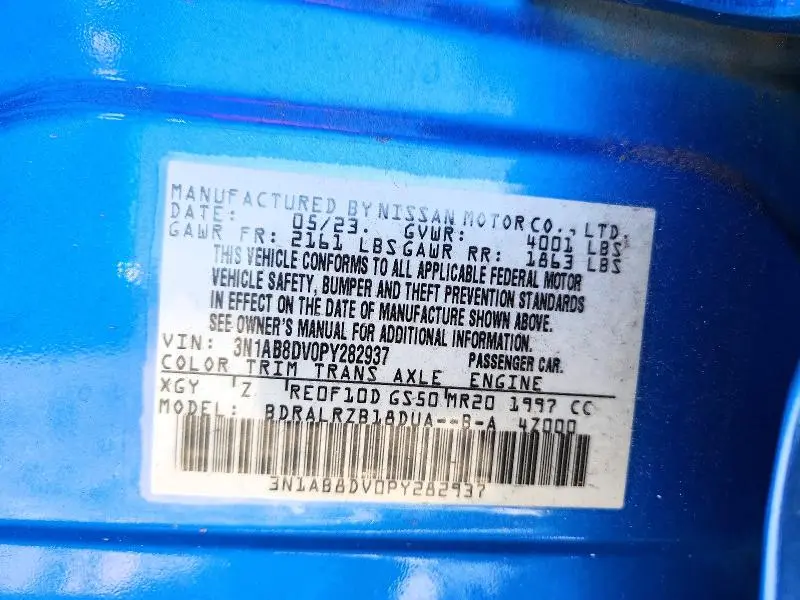 MANUFACTURED BY NISSAN MOTOR CO., LTD.
DATE: 05/23. GVWR: 4001 LBS
GAWR FR: 2161 LBS GAWR RR: 1863 LBS
THIS VEHICLE CONFORMS TO ALL APPLICABLE FEDERAL MOTOR
VEHICLE SAFETY, BUMPER AND THEFT PREVENTION STANDARDS
IN EFFECT ON THE DATE OF MANUFACTURE SHOWN ABOVE.
SEE OWNER'S MANUAL FOR ADDITIONAL INFORMATION.
VIN: 3N1AB8DV0PY282937 PASSENGER CAR.
COLOR TRIM TRANS AXLE ENGINE
XGY Z RE0F10D GS50 MR20 1997 CC
MODEL: BDRALRZB18DUA--B-A 4Z000
3N1AB8DV0PY282937